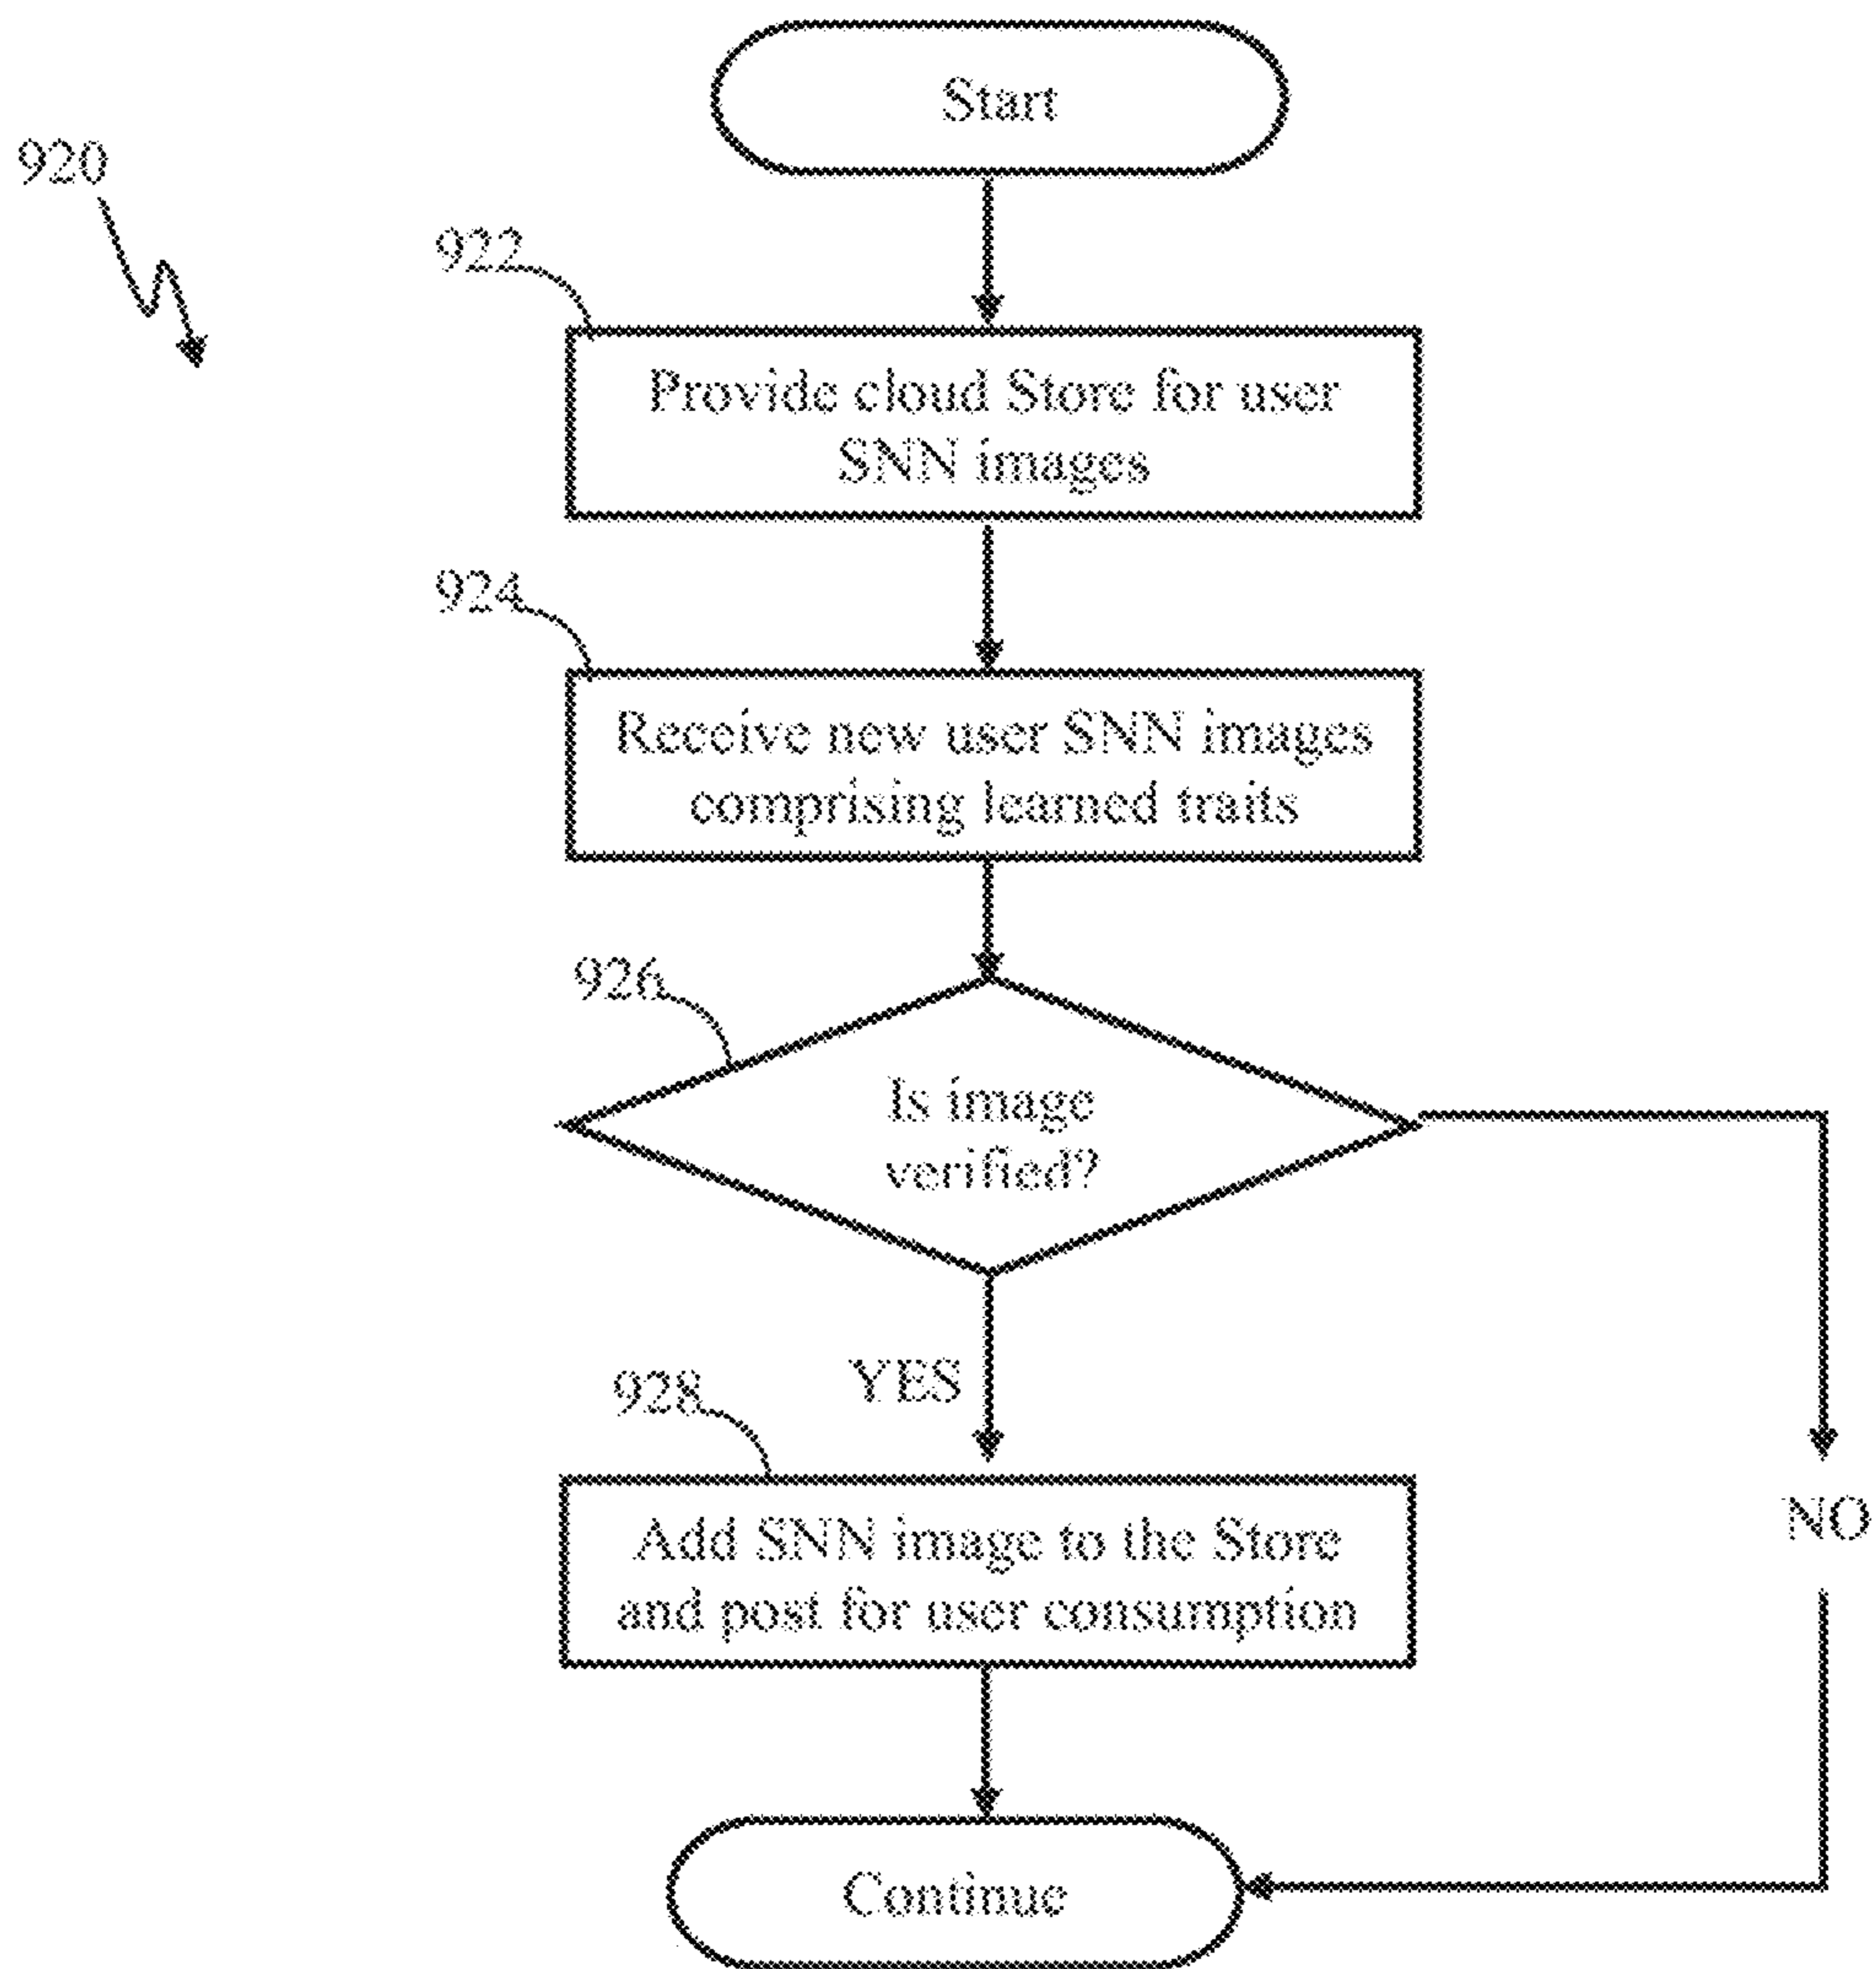 Start
920
922
Provide cloud Store for user
SNN images
924
Receive new user SNN images
comprising learned traits
926
Is image
verified?
YES
928
Add SNN image to the Store
and post for user consumption
NO
Continue